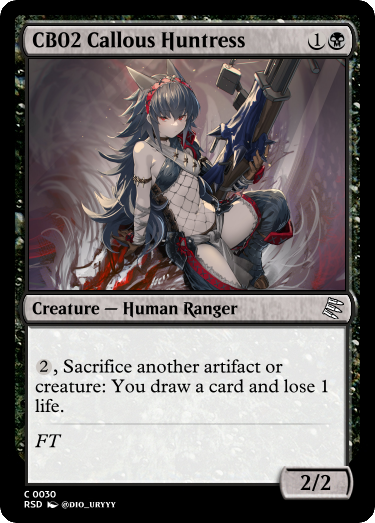 CB02 Callous Huntress 1
Creature — Human Ranger
2, Sacrifice another artifact or
creature: You draw a card and lose 1
life.
FT
2/2
C 0030
RSD @DIO_URYYY